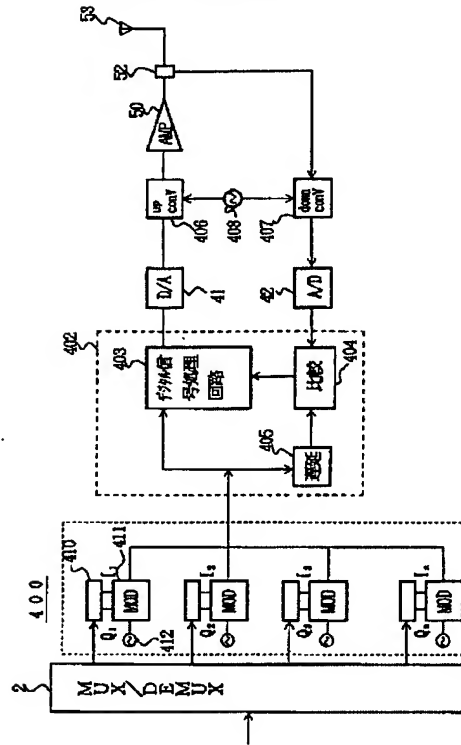 400
2
MUX/DEMUX
410
I1
411
Q1
MOD
412
Q2
I2
MOD
Q3
I3
MOD
Qn
In
MOD
402
403
デジタル信
号処理
回路
405
遅延
比較
404
D/A
41
42
A/D
up
conV
406
408
down
conV
407
50
AMP
52
53